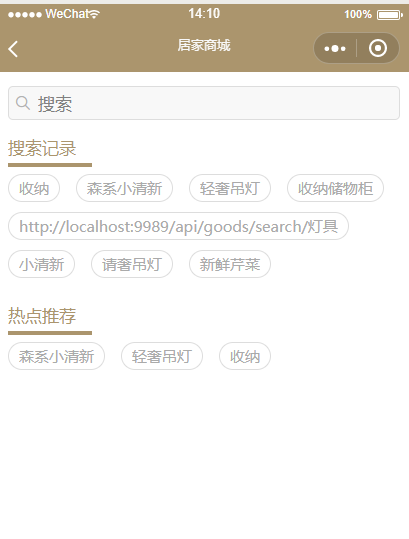 WeChat 14:10 100%
居家商城
搜索
搜索记录
收纳 森系小清新 轻奢吊灯 收纳储物柜
http://localhost:9989/api/goods/search/灯具
小清新 请奢吊灯 新鲜芹菜
热点推荐
森系小清新 轻奢吊灯 收纳